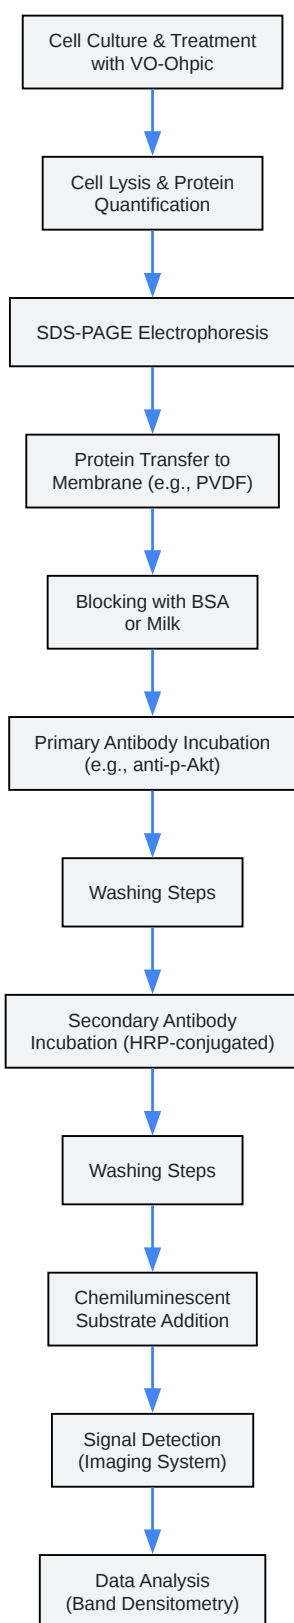 Cell Culture & Treatment
with VO-Ohpic
Cell Lysis & Protein
Quantification
SDS-PAGE Electrophoresis
Protein Transfer to
Membrane (e.g., PVDF)
Blocking with BSA
or Milk
Primary Antibody Incubation
(e.g., anti-p-Akt)
Washing Steps
Secondary Antibody
Incubation (HRP-conjugated)
Washing Steps
Chemiluminescent
Substrate Addition
Signal Detection
(Imaging System)
Data Analysis
(Band Densitometry)